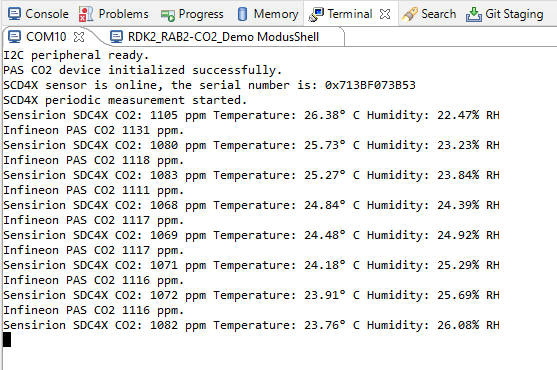 Console Problems Progress Memory Terminal Search Git Staging
COM10 RDK2_RAB2-CO2_Demo ModusShell
I2C peripheral ready.
PAS CO2 device initialized successfully.
SCD4X sensor is online, the serial number is: 0x713BF073B53
SCD4X periodic measurement started.
Sensirion SDC4X CO2: 1105 ppm Temperature: 26.38° C Humidity: 22.47% RH
Infineon PAS CO2 1131 ppm.
Sensirion SDC4X CO2: 1080 ppm Temperature: 25.73° C Humidity: 23.23% RH
Infineon PAS CO2 1118 ppm.
Sensirion SDC4X CO2: 1083 ppm Temperature: 25.27° C Humidity: 23.84% RH
Infineon PAS CO2 1111 ppm.
Sensirion SDC4X CO2: 1068 ppm Temperature: 24.84° C Humidity: 24.39% RH
Infineon PAS CO2 1117 ppm.
Sensirion SDC4X CO2: 1069 ppm Temperature: 24.48° C Humidity: 24.92% RH
Infineon PAS CO2 1117 ppm.
Sensirion SDC4X CO2: 1071 ppm Temperature: 24.18° C Humidity: 25.29% RH
Infineon PAS CO2 1116 ppm.
Sensirion SDC4X CO2: 1072 ppm Temperature: 23.91° C Humidity: 25.69% RH
Infineon PAS CO2 1116 ppm.
Sensirion SDC4X CO2: 1082 ppm Temperature: 23.76° C Humidity: 26.08% RH